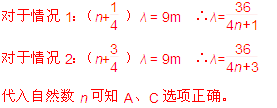 对于情况 1：（n+1/4）λ = 9m ∴λ=36/4n+1
对于情况 2：（n+3/4）λ = 9m ∴λ=36/4n+3
代入自然数 n 可知 A、C 选项正确。